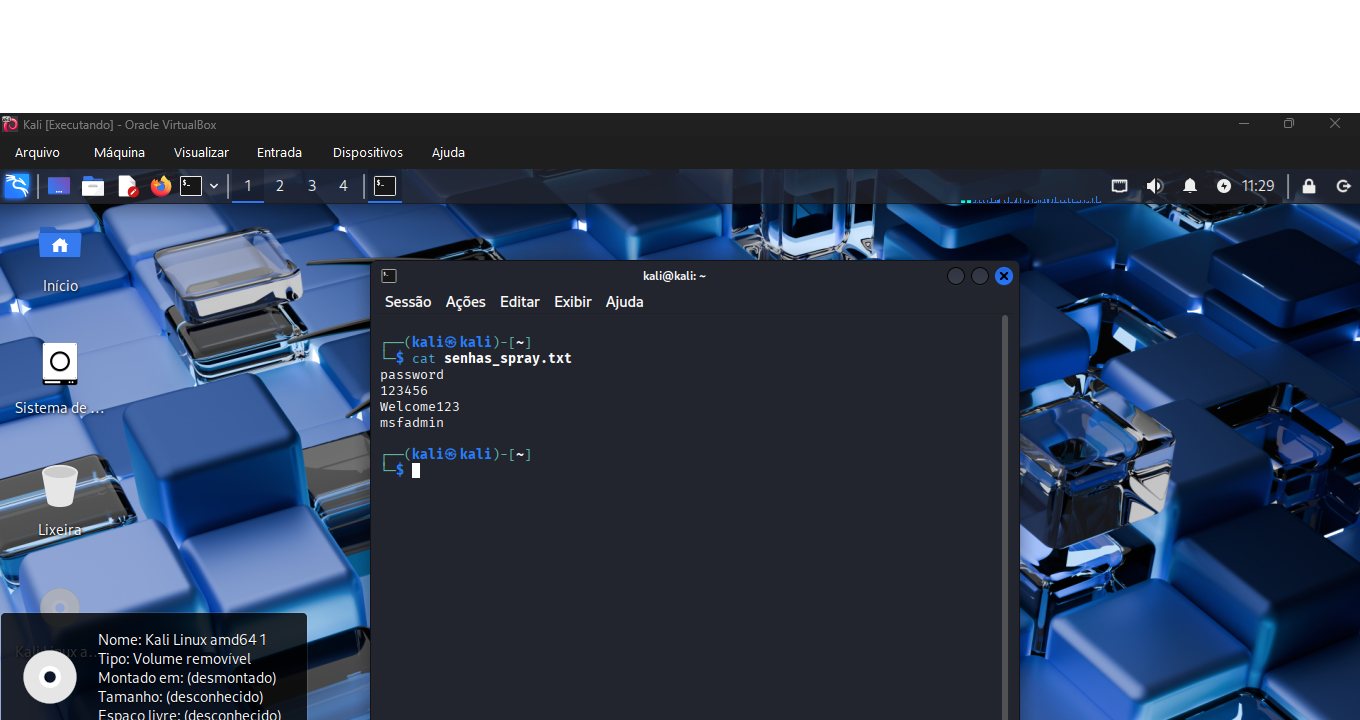 Kali [Executando] - Oracle VirtualBox
Arquivo Máquina Visualizar Entrada Dispositivos Ajuda
1 2 3 4 11:29
Início
Sistema de ...
Lixeira
kali@kali: ~
Sessão Ações Editar Exibir Ajuda
(kali㉿kali)-[~]
$ cat senhas_spray.txt
password
123456
Welcome123
msfadmin
(kali㉿kali)-[~]
$
Kali Linux a...
Nome: Kali Linux amd64 1
Tipo: Volume removível
Montado em: (desmontado)
Tamanho: (desconhecido)
Espaço livre: (desconhecido)